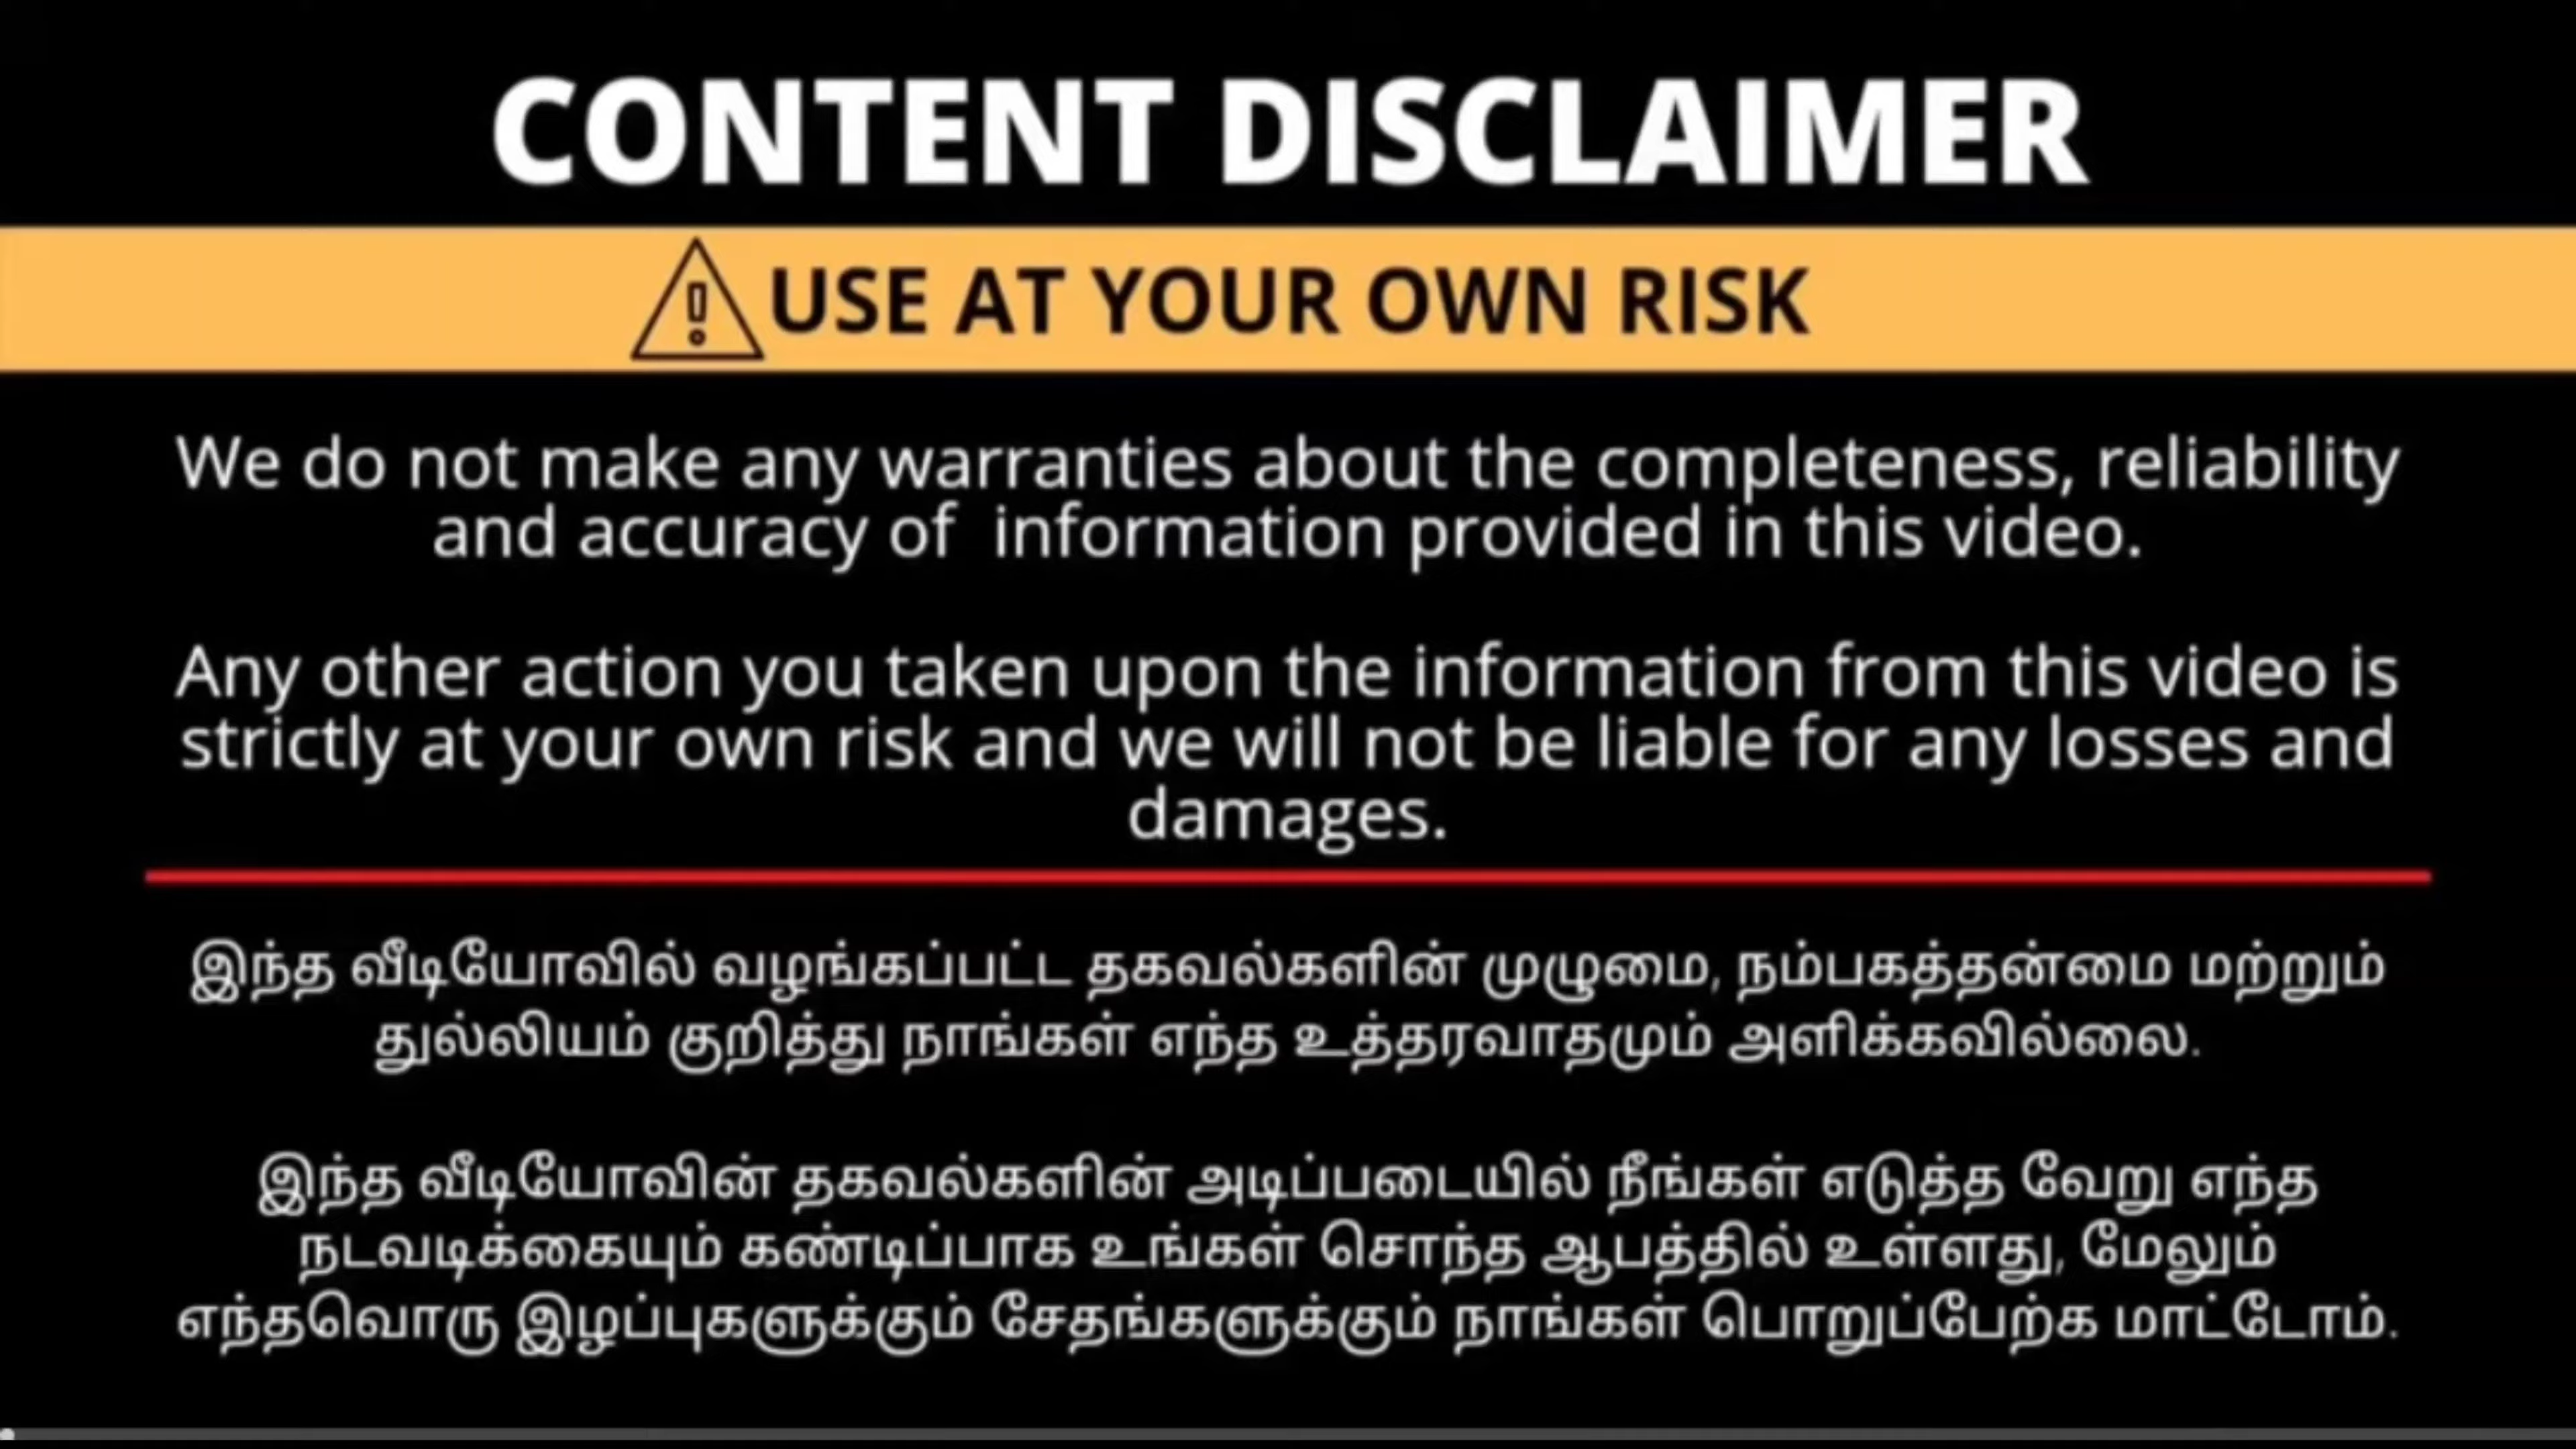 CONTENT DISCLAIMER
USE AT YOUR OWN RISK
We do not make any warranties about the completeness, reliability
and accuracy of  information provided in this video.
Any other action you taken upon the information from this video is
strictly at your own risk and we will not be liable for any losses and
damages.
இந்த வீடியோவில் வழங்கப்பட்ட தகவல்களின் முழுமை, நம்பகத்தன்மை மற்றும்
துல்லியம் குறித்து நாங்கள் எந்த உத்தரவாதமும் அளிக்கவில்லை.
இந்த வீடியோவின் தகவல்களின் அடிப்படையில் நீங்கள் எடுத்த வேறு எந்த
நடவடிக்கையும் கண்டிப்பாக உங்கள் சொந்த ஆபத்தில் உள்ளது, மேலும்
எந்தவொரு இழப்புகளுக்கும் சேதங்களுக்கும் நாங்கள் பொறுப்பேற்க மாட்டோம்.